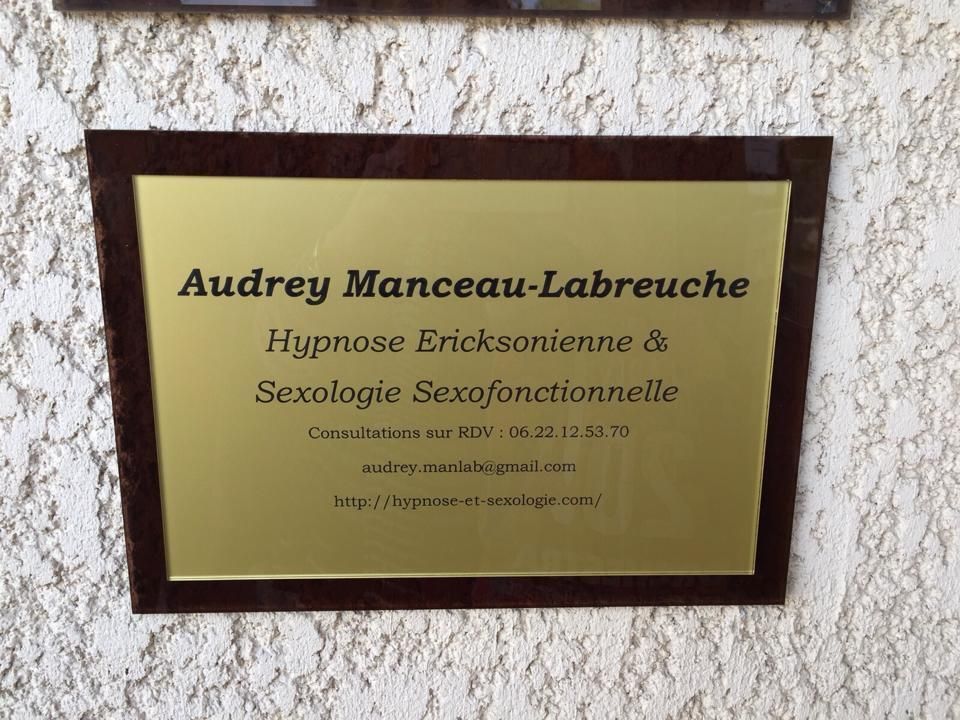 Audrey Manceau-Labreuche
Hypnose Ericksonienne &
Sexologie Sexofonctionnelle
Consultations sur RDV : 06.22.12.53.70
audrey.manlab@gmail.com
http://hypnose-et-sexologie.com/